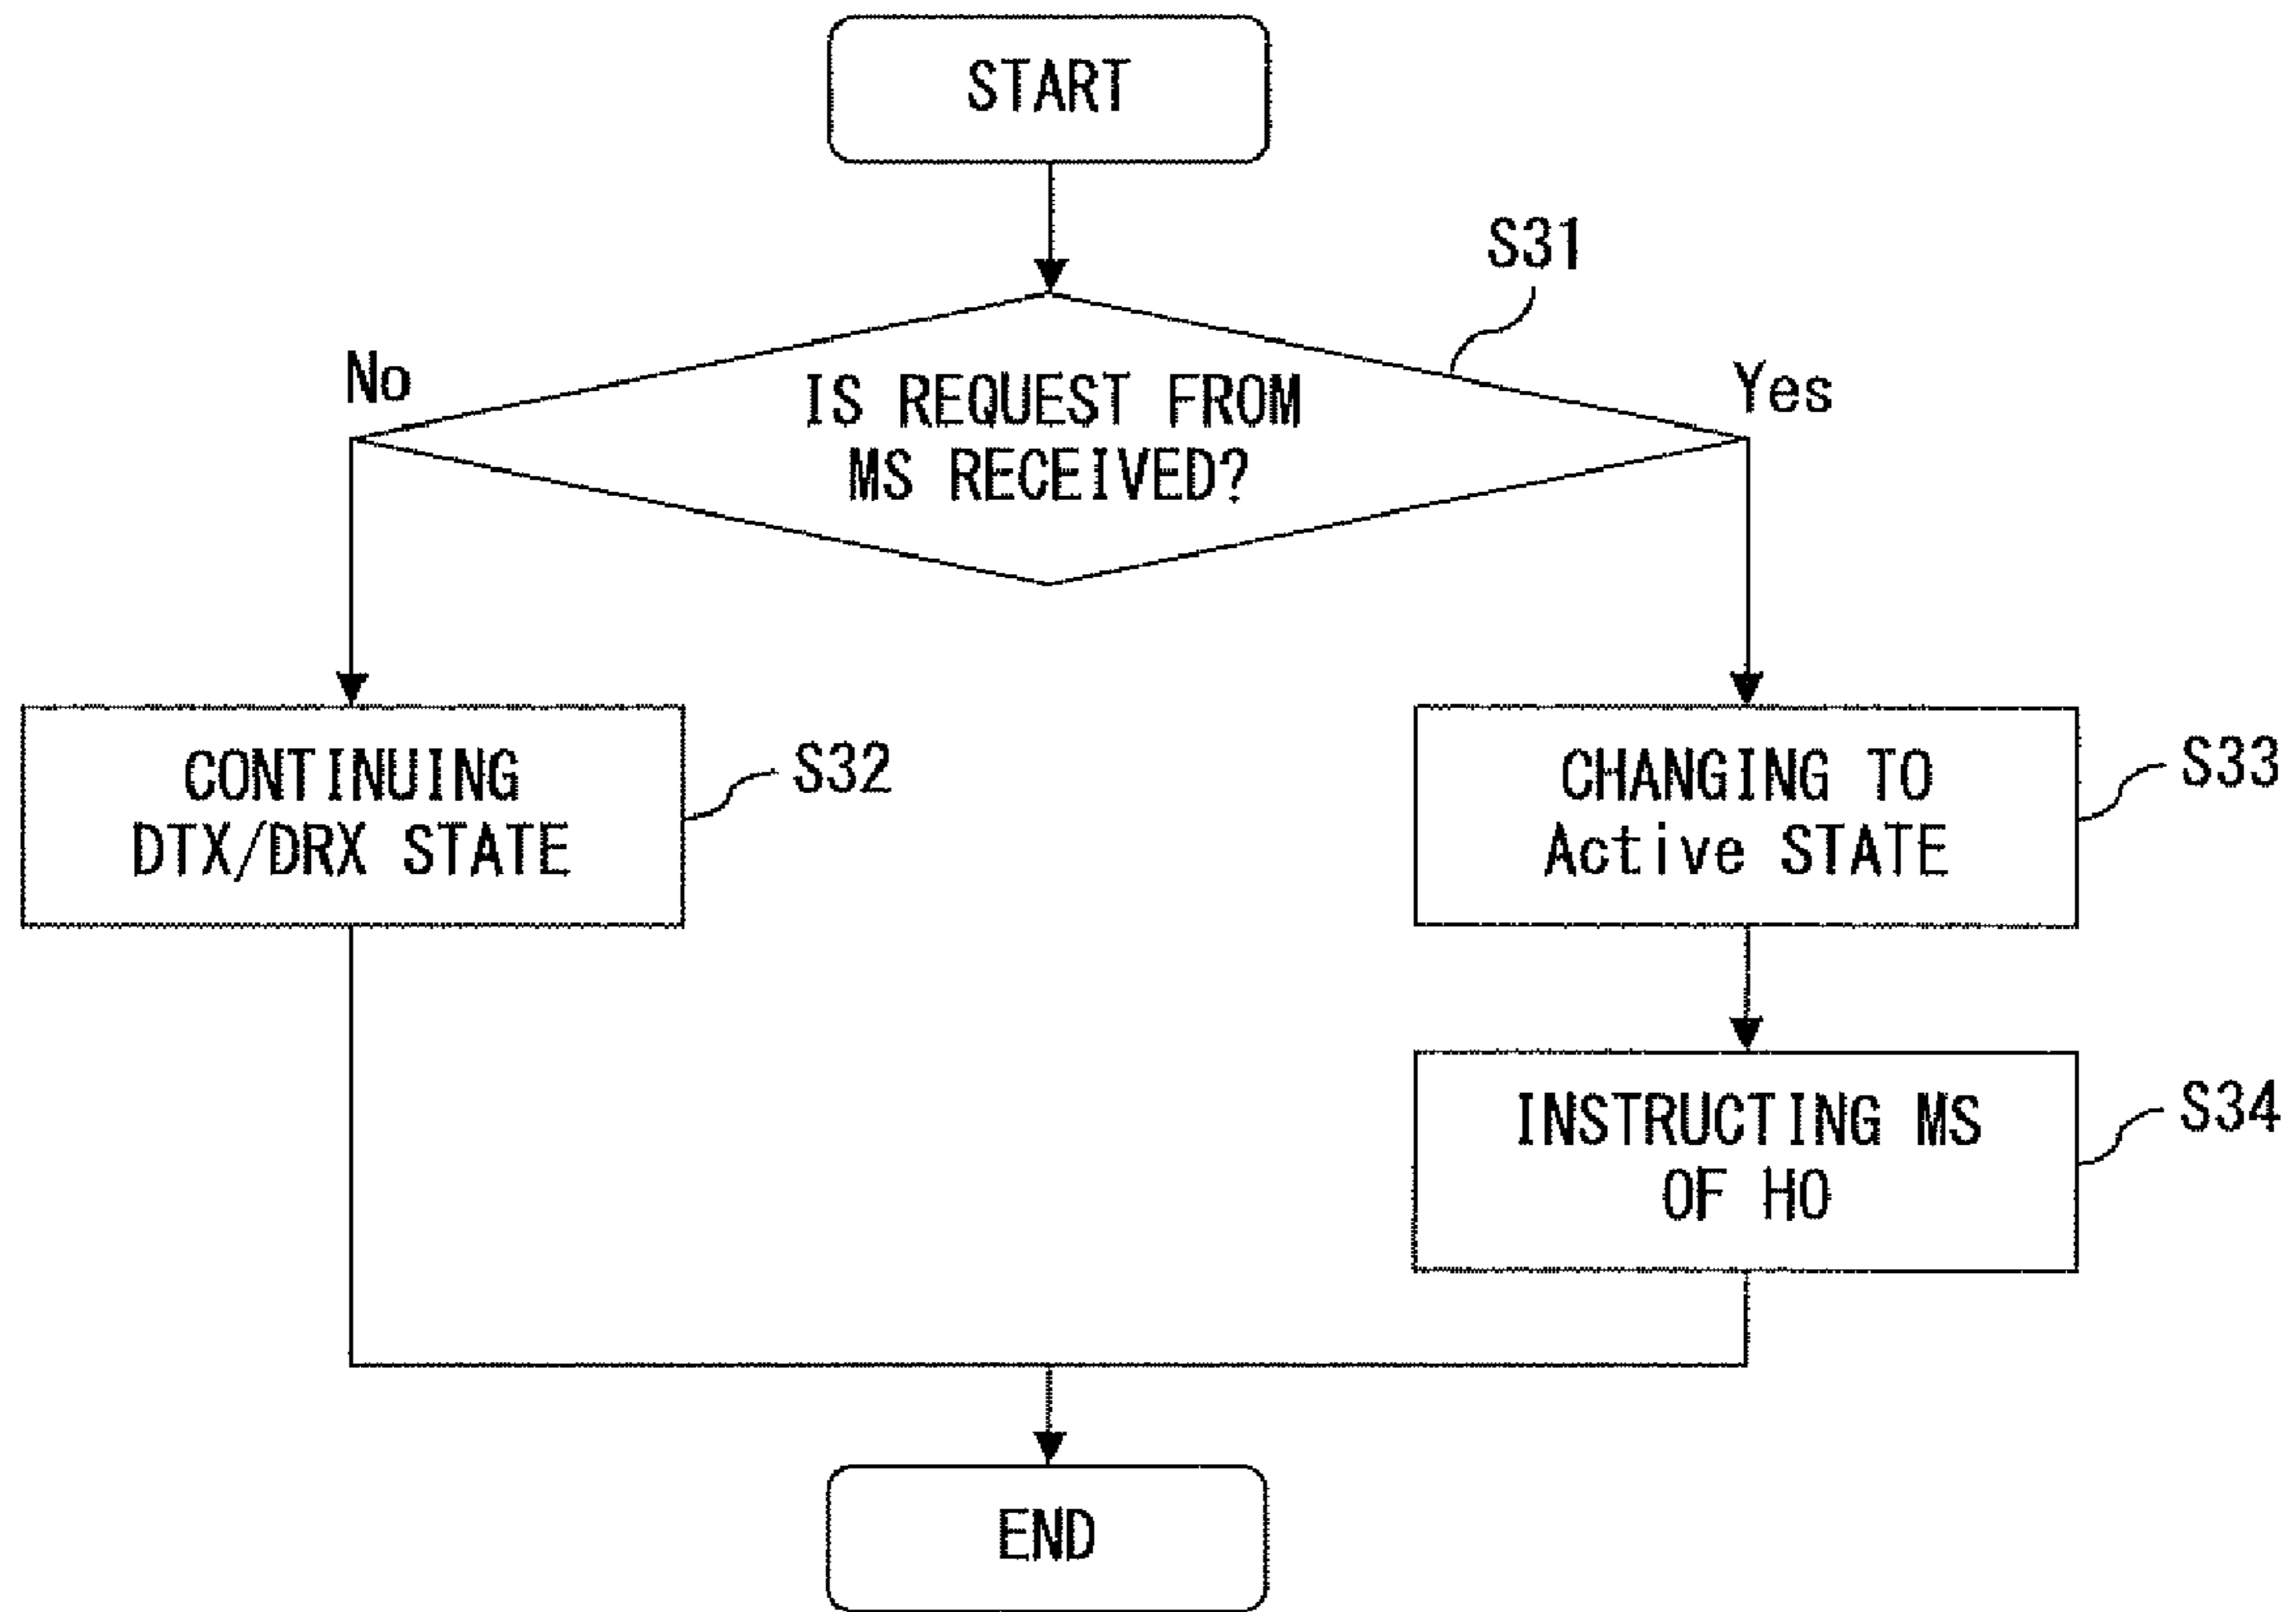 START
S31
No
Yes
IS REQUEST FROM
MS RECEIVED?
CONTINUING
DTX/DRX STATE
S32
CHANGING TO
Active STATE
S33
INSTRUCTING MS
OF HO
S34
END